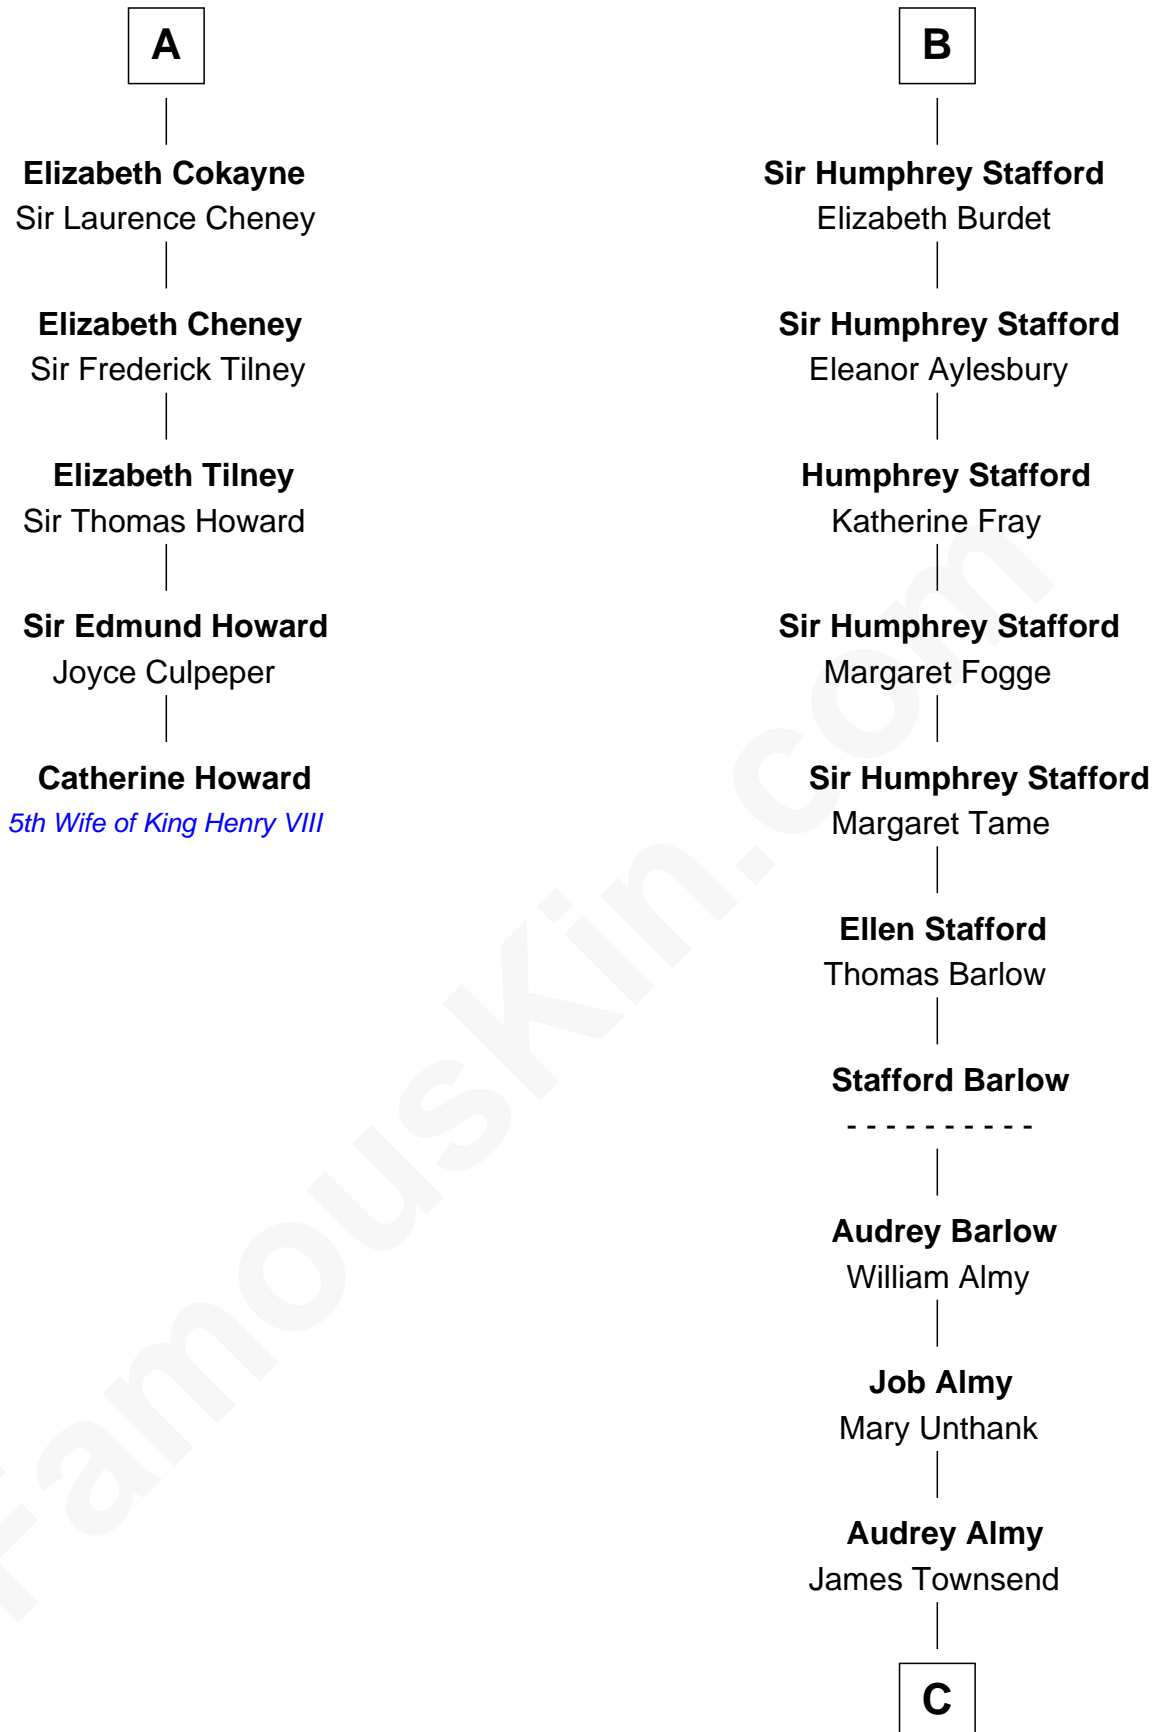 A
Elizabeth Cokayne
Sir Laurence Cheney
Elizabeth Cheney
Sir Frederick Tilney
Elizabeth Tilney
Sir Thomas Howard
Sir Edmund Howard
Joyce Culpeper
Catherine Howard
5th Wife of King Henry VIII
B
Sir Humphrey Stafford
Elizabeth Burdet
Sir Humphrey Stafford
Eleanor Aylesbury
Humphrey Stafford
Katherine Fray
Sir Humphrey Stafford
Margaret Fogge
Sir Humphrey Stafford
Margaret Tame
Ellen Stafford
Thomas Barlow
Stafford Barlow
- - - - - - - - - -
Audrey Barlow
William Almy
Job Almy
Mary Unthank
Audrey Almy
James Townsend
C
FamousKin.com